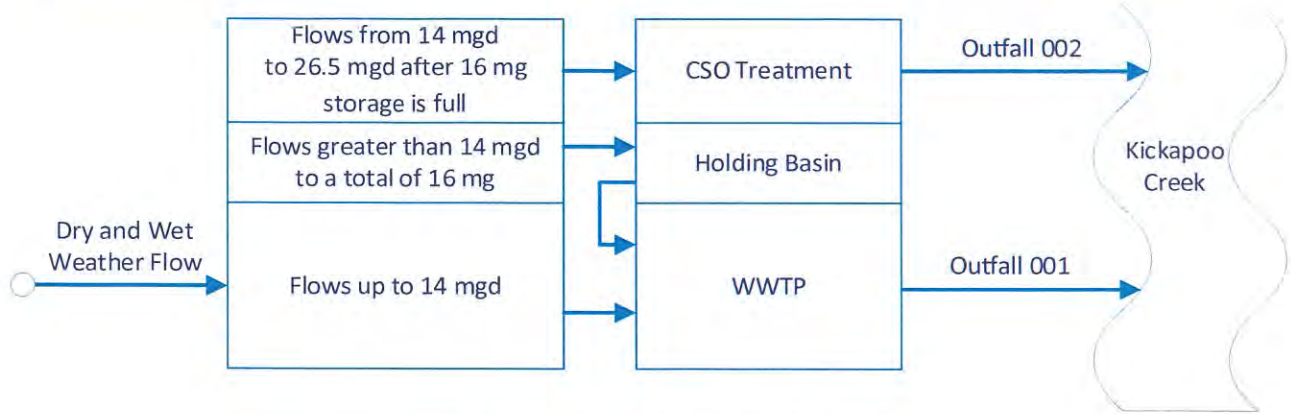 Flows from 14 mgd
to 26.5 mgd after 16 mg
storage is full
CSO Treatment
Outfall 002
Flows greater than 14 mgd
to a total of 16 mg
Holding Basin
Kickapoo
Creek
Dry and Wet
Weather Flow
Flows up to 14 mgd
WWTP
Outfall 001